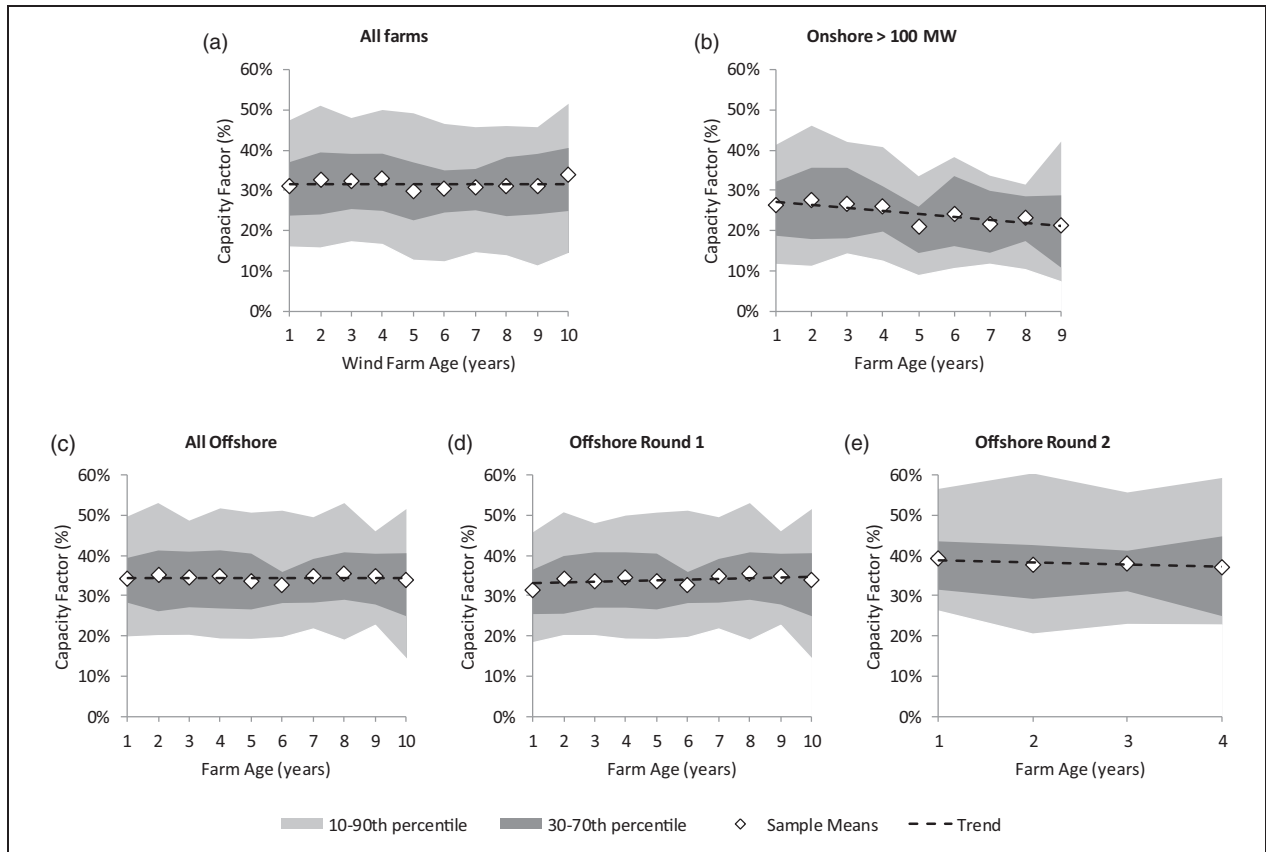 (a)
All farms
60%
50%
40%
30%
20%
10%
0%
Capacity Factor (%)
1 2 3 4 5 6 7 8 9 10
Wind Farm Age (years)
(b)
Onshore > 100 MW
60%
50%
40%
30%
20%
10%
0%
Capacity Factor (%)
1 2 3 4 5 6 7 8 9
Farm Age (years)
(c)
All Offshore
60%
50%
40%
30%
20%
10%
0%
Capacity Factor (%)
1 2 3 4 5 6 7 8 9 10
Farm Age (years)
(d)
Offshore Round 1
60%
50%
40%
30%
20%
10%
0%
Capacity Factor (%)
1 2 3 4 5 6 7 8 9 10
Farm Age (years)
(e)
Offshore Round 2
60%
50%
40%
30%
20%
10%
0%
Capacity Factor (%)
1 2 3 4
Farm Age (years)
10-90th percentile 30-70th percentile Sample Means Trend